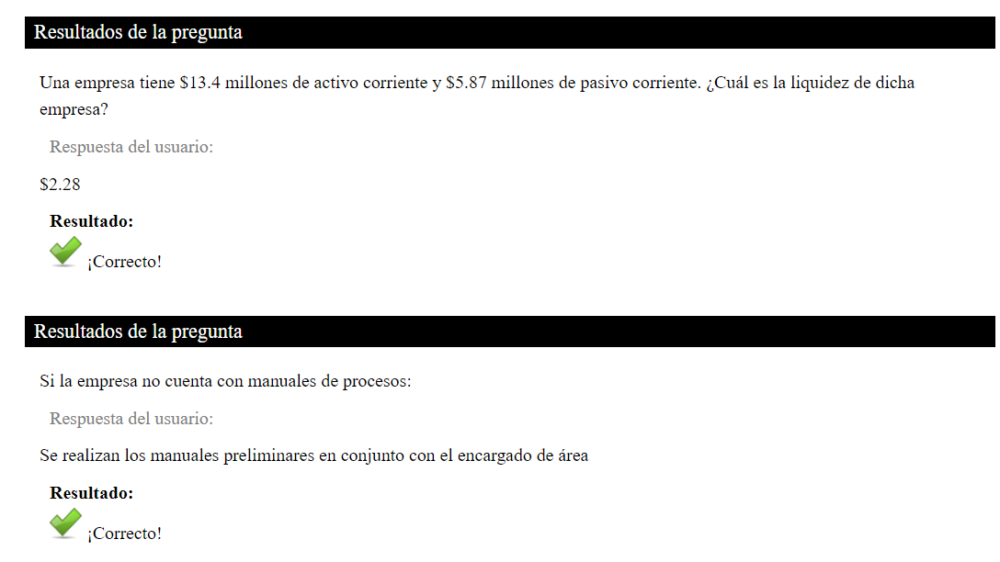 Resultados de la pregunta
Una empresa tiene $13.4 millones de activo corriente y $5.87 millones de pasivo corriente. ¿Cuál es la liquidez de dicha
empresa?
Respuesta del usuario:
$2.28
Resultado:
¡Correcto!
Resultados de la pregunta
Si la empresa no cuenta con manuales de procesos:
Respuesta del usuario:
Se realizan los manuales preliminares en conjunto con el encargado de área
Resultado:
¡Correcto!